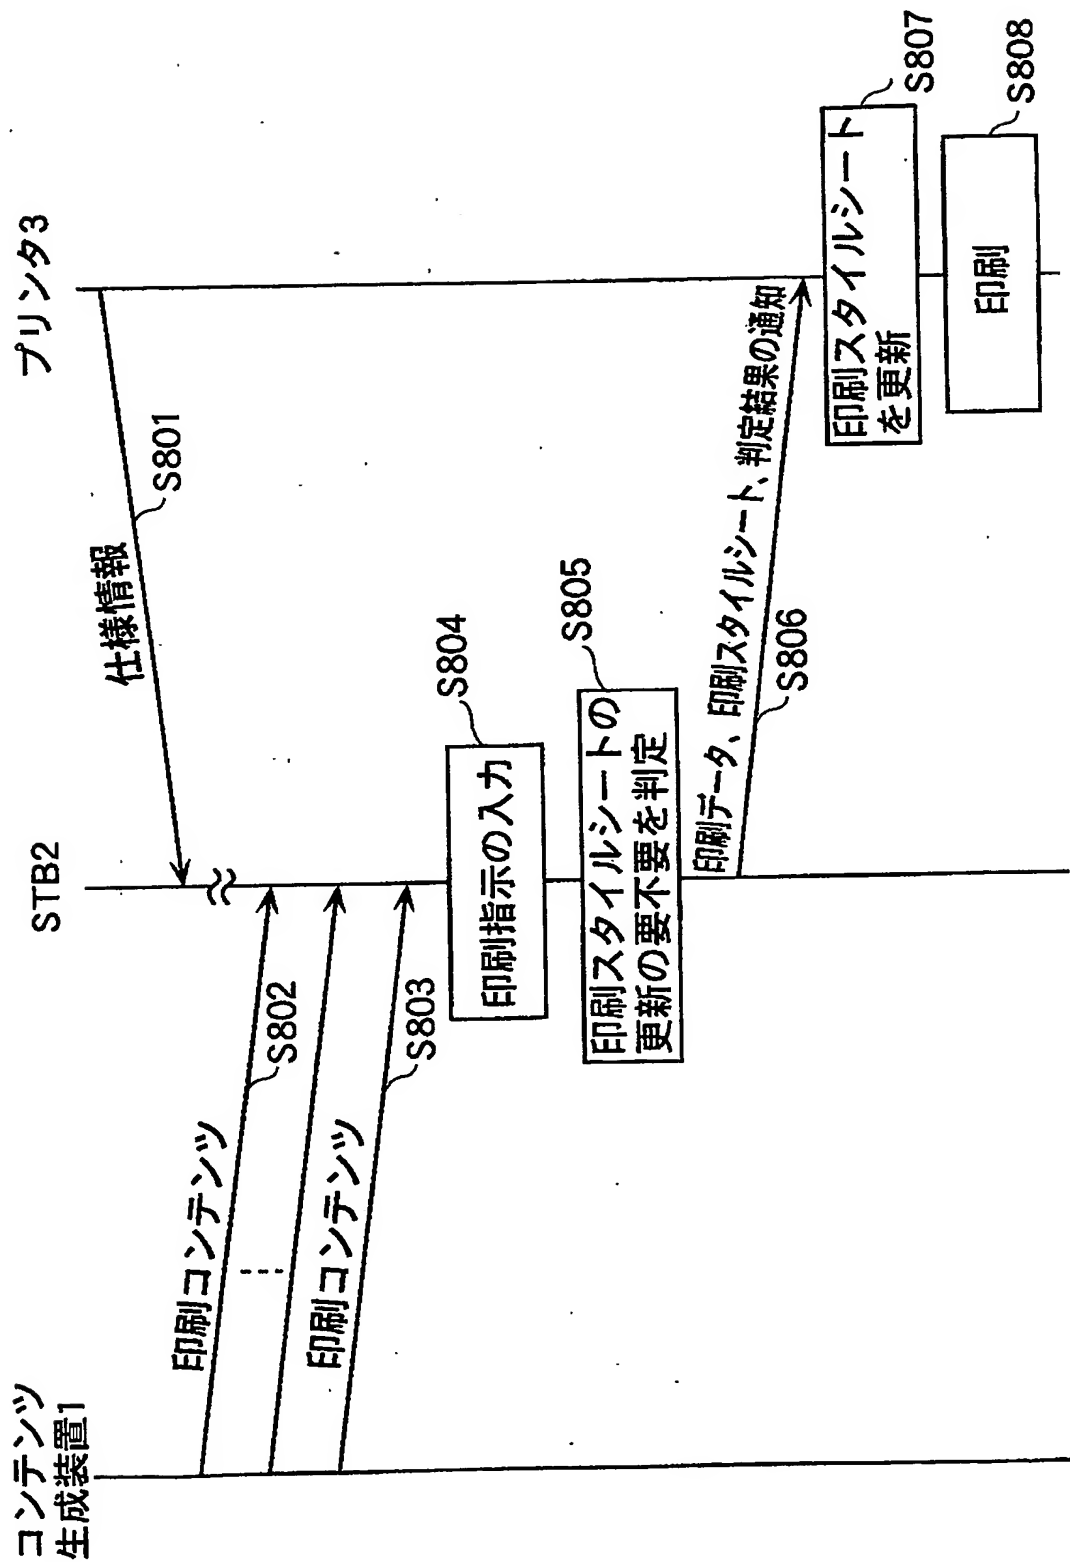 コンテンツ
生成装置1
STB2
プリンタ3
仕様情報
S801
印刷コンテンツ
S802
印刷コンテンツ
S803
印刷指示の入力
S804
印刷スタイルシートの
更新の要不要を判定
S805
印刷データ、印刷スタイルシート、判定結果の通知
S806
印刷スタイルシート
を更新
S807
印刷
S808